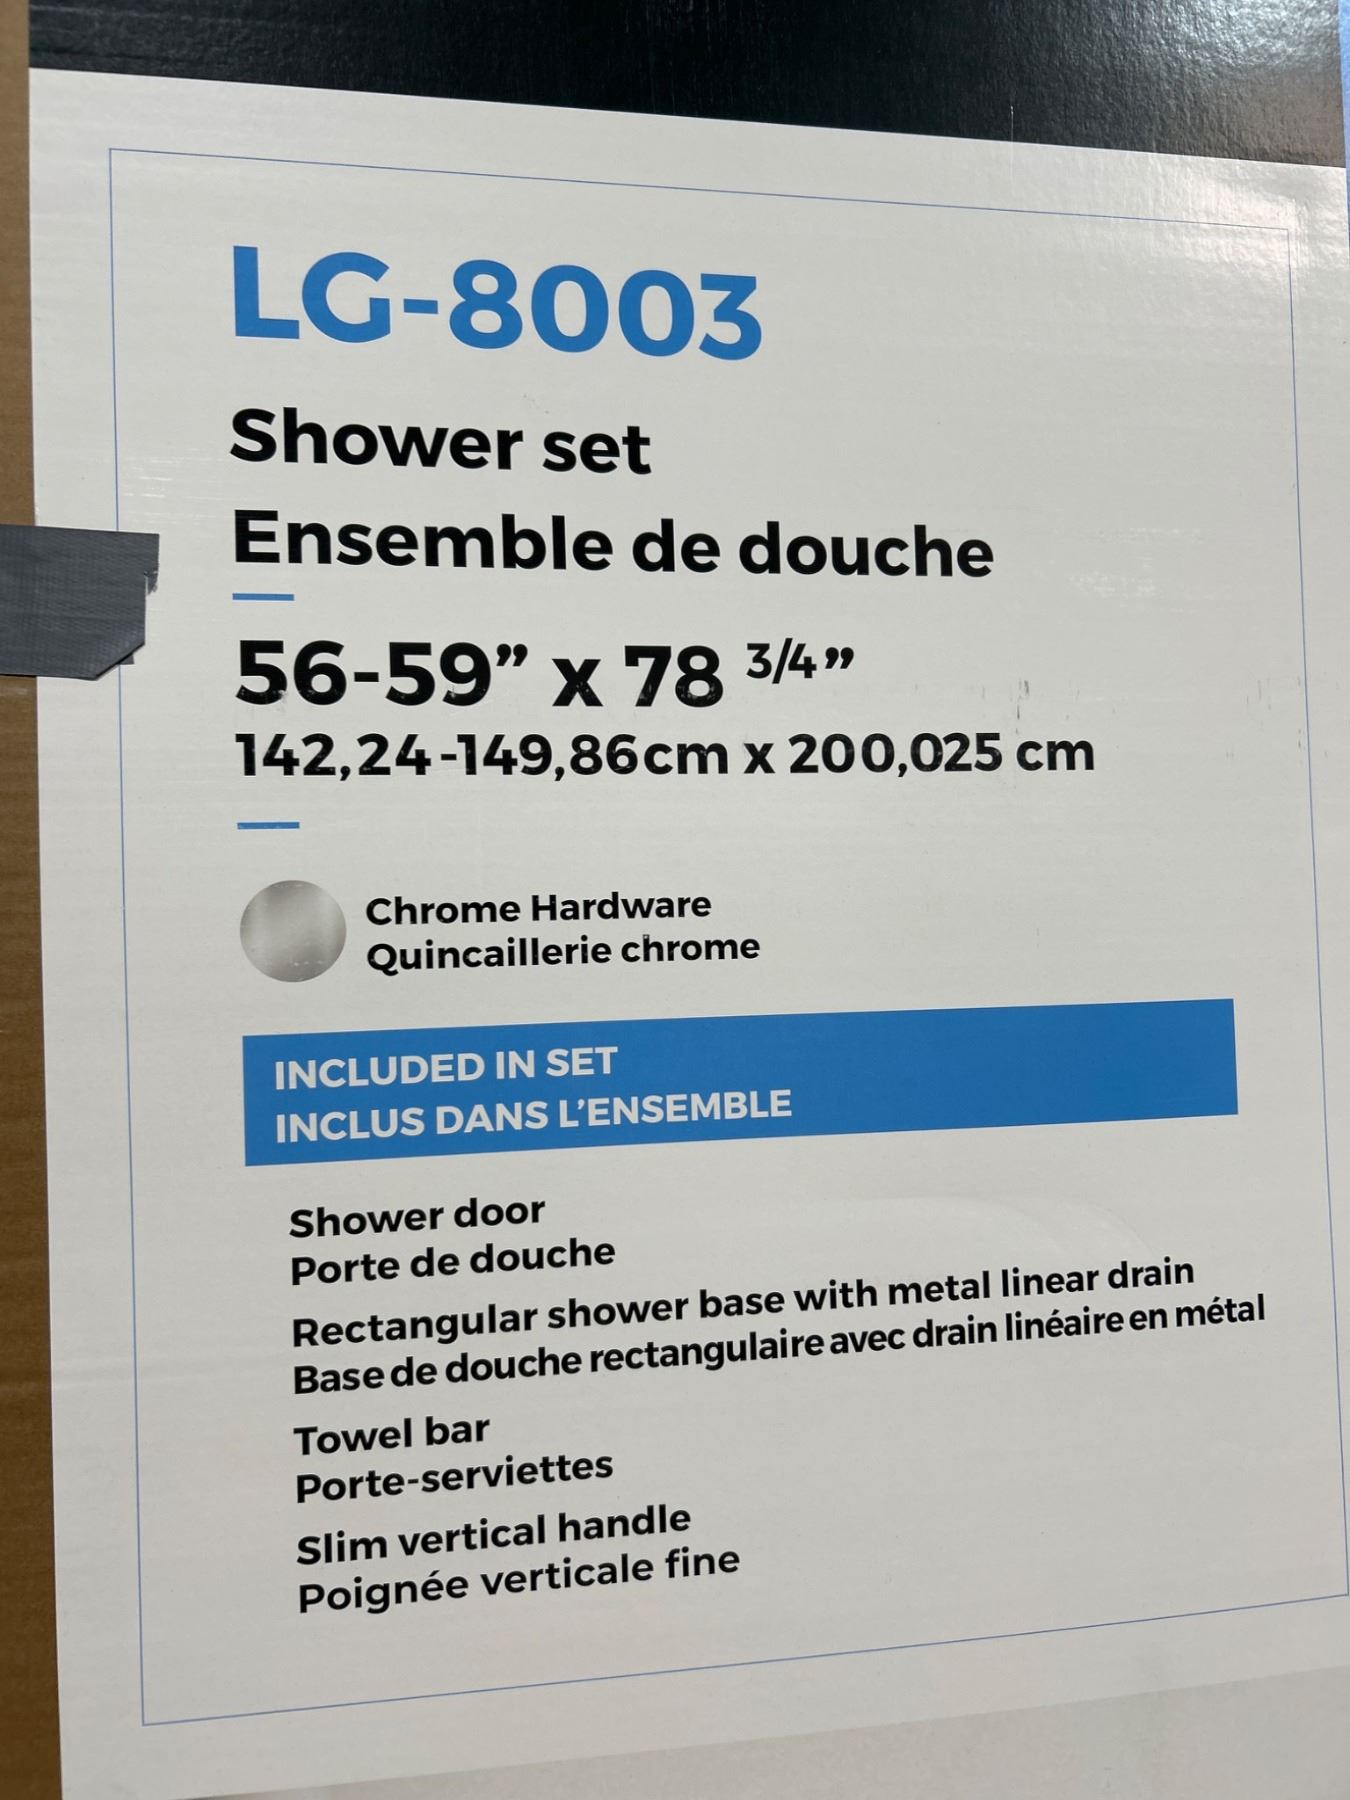 LG-8003
Shower set
Ensemble de douche
56-59” x 78 3/4”
142,24-149,86cm x 200,025 cm
Chrome Hardware
Quincaillerie chrome
INCLUDED IN SET
INCLUS DANS L’ENSEMBLE
Shower door
Porte de douche
Rectangular shower base with metal linear drain
Base de douche rectangulaire avec drain linéaire en métal
Towel bar
Porte-serviettes
Slim vertical handle
Poignée verticale fine